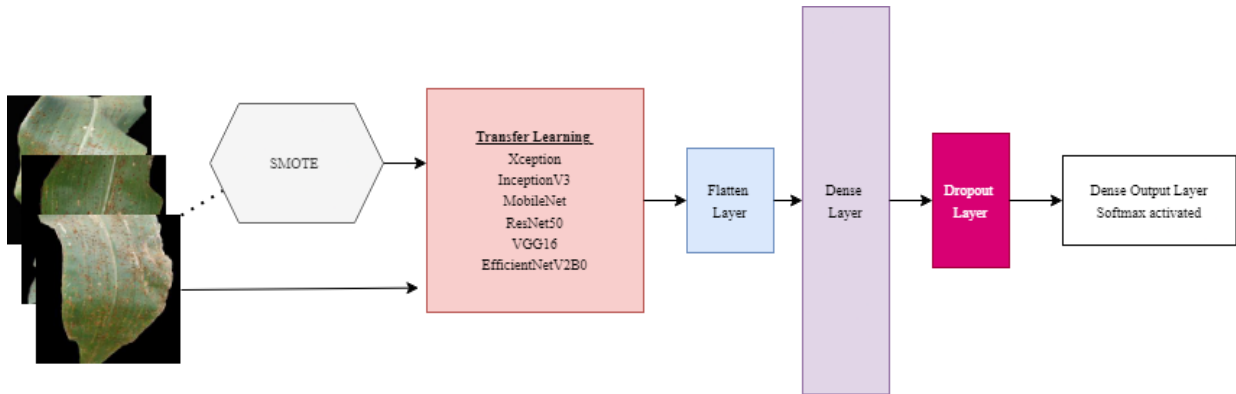 SMOTE
Transfer Learning
Xception
InceptionV3
MobileNet
ResNet50
VGG16
EfficientNetV2B0
Flatten
Layer
Dense
Layer
Dropout
Layer
Dense Output Layer
Softmax activated